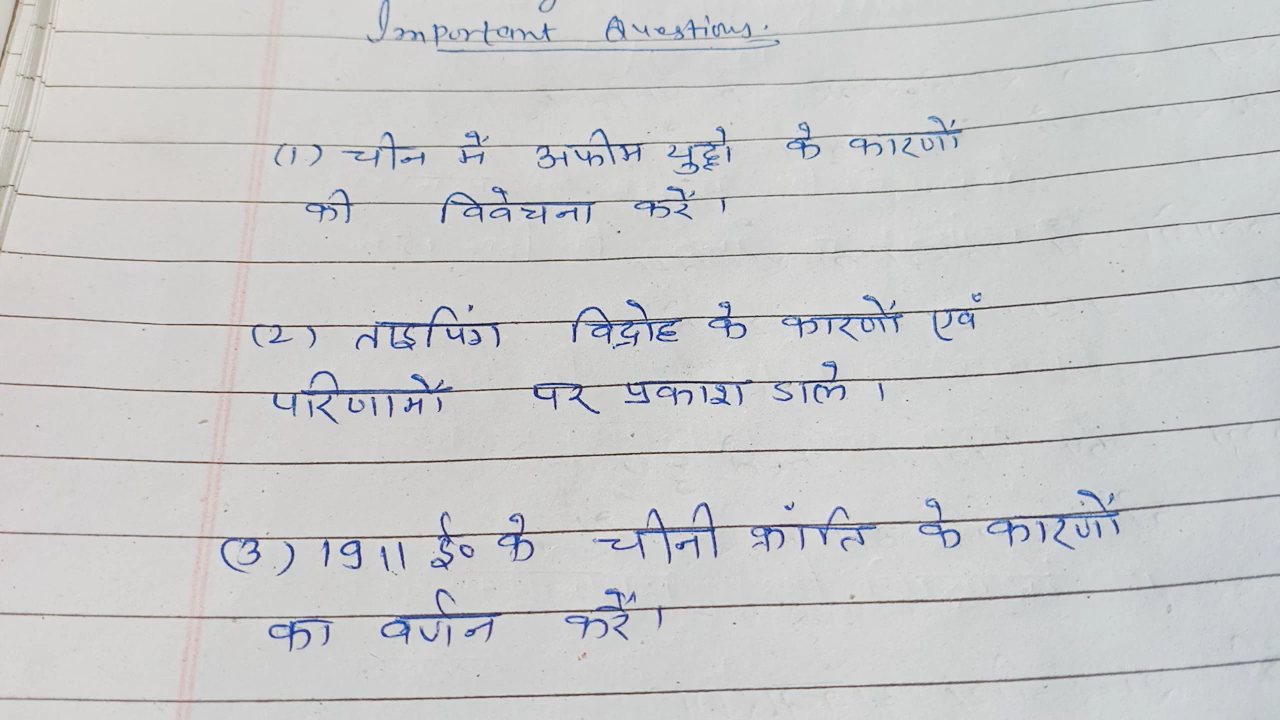 Important Questions.
(1) चीन में अफीम युद्दो के कारणों
की विवेचना करें।
(2) ताइपिंग विद्रोह के कारणों एवं
परिणामों पर प्रकाश डाले।
(3) 1911 ई० के चीनी क्रांति के कारणों
का वर्णन करें।